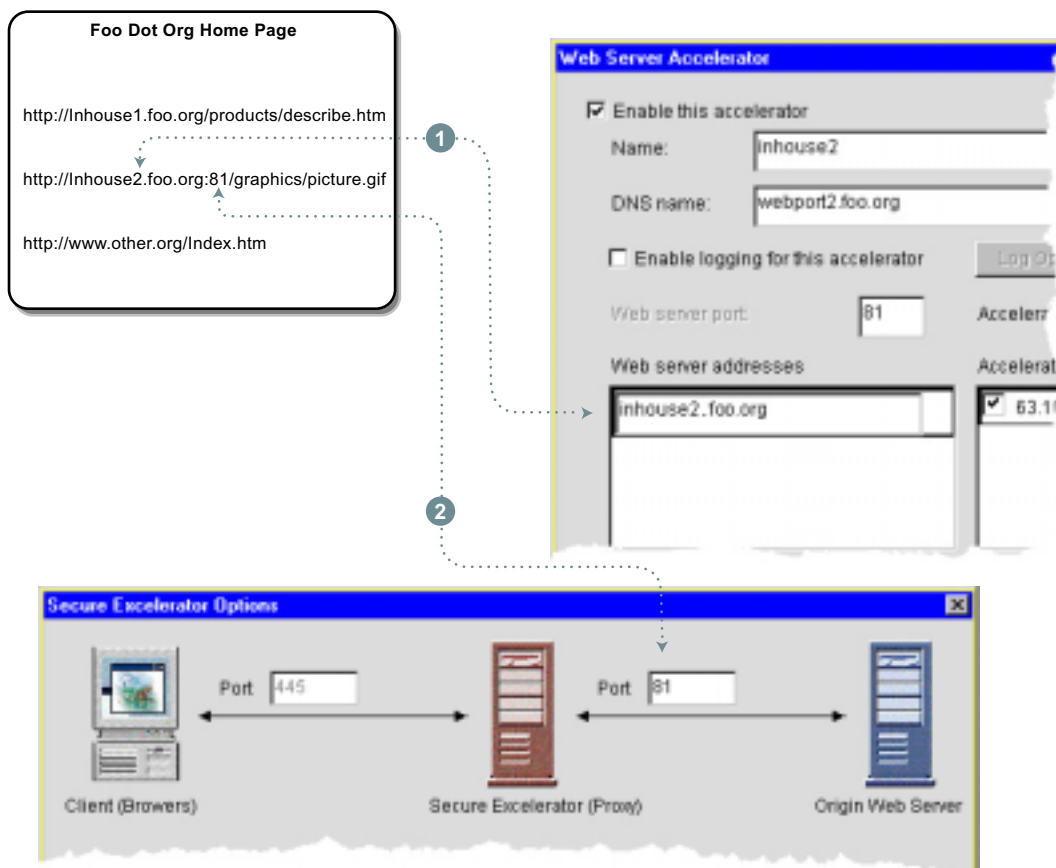 Foo Dot Org Home Page
http://Inhouse1.foo.org/products/describe.htm
http://Inhouse2.foo.org:81/graphics/picture.gif
http://www.other.org/Index.htm
1
2
Web Server Accelerator
Enable this accelerator
Name: inhouse2
DNS name: webport2.foo.org
Enable logging for this accelerator
Log
Web server port: 81
Web server addresses
inhouse2.foo.org
63.1
Secure Excelerator Options
Port 445
Port 81
Client (Browers)
Secure Excelerator (Proxy)
Origin Web Server